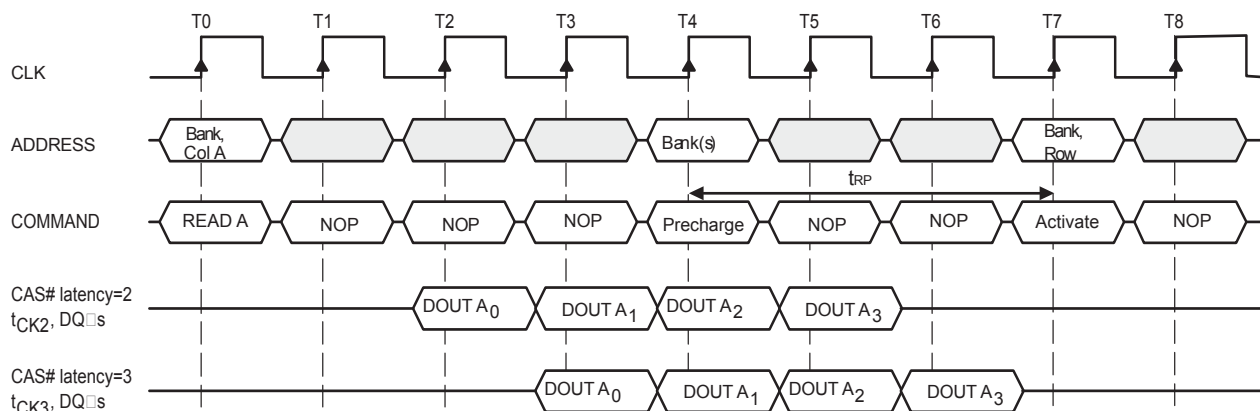 T0 T1 T2 T3 T4 T5 T6 T7 T8
CLK
ADDRESS
Bank,
Col A
Bank(s)
Bank,
Row
tRP
COMMAND
READ A NOP NOP NOP Precharge NOP NOP Activate NOP
CAS# latency=2
tCK2, DQ□s
DOUT A0 DOUT A1 DOUT A2 DOUT A3
CAS# latency=3
tCK3, DQ□s
DOUT A0 DOUT A1 DOUT A2 DOUT A3